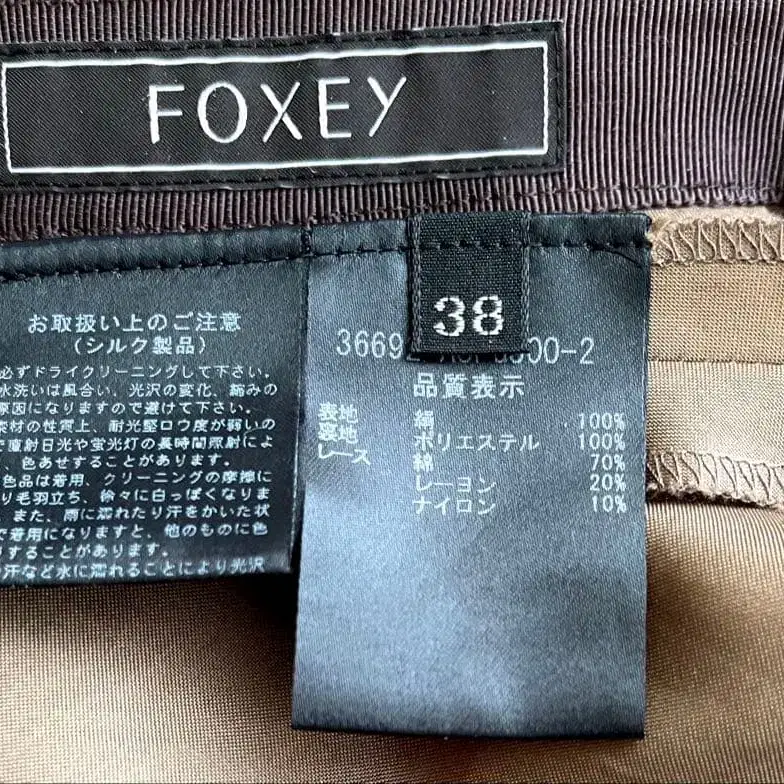 FOXEY
38
お取扱い上のご注意
(シルク製品)
必ずドライクリーニングして下さい。
水洗いは風合い、光沢の変化、縮みの
原因になりますので避けて下さい。
素材の性質上、耐光堅ロウ度が弱いの
で直射日光や蛍光灯の長時間照射によ
色あせすることがあります。
色品は着用、クリーニングの摩擦に
り毛羽立ち、徐々に白っぽくなりま
また、雨に濡れたり汗をかいた状
で着用になりますと、他のものに色
することがあります。
汗など水に濡れることにより光沢
3669 00-2
品質表示
表地 絹 100%
裏地 ポリエステル 100%
レース 綿 70%
レーヨン 20%
ナイロン 10%